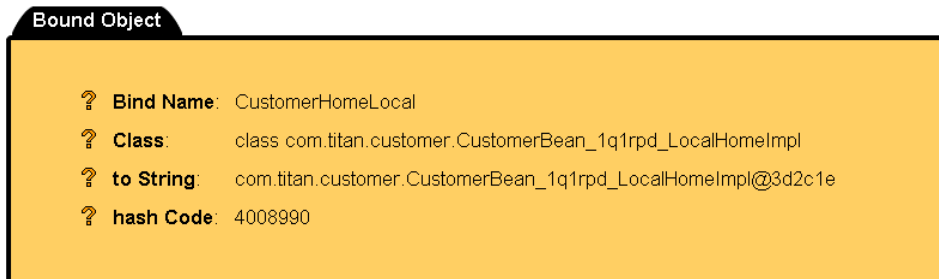 Bound Object
? Bind Name: CustomerHomeLocal
? Class: class com.titan.customer.CustomerBean_1q1rpd_LocalHomeImpl
? to String: com.titan.customer.CustomerBean_1q1rpd_LocalHomeImpl@3d2c1e
? hash Code: 4008990